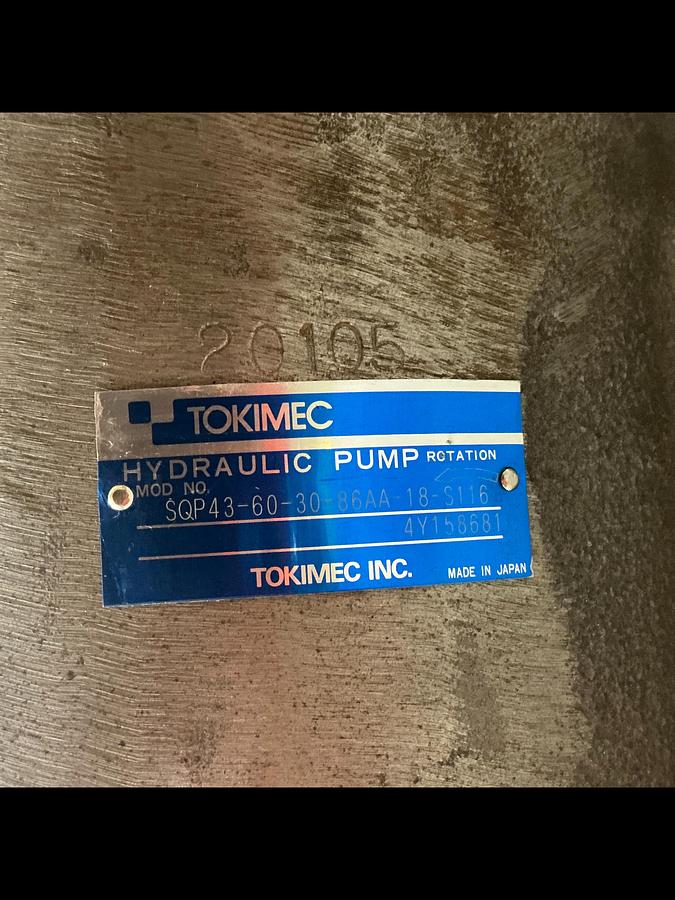 20105
TOKIMEC
HYDRAULIC PUMP ROTATION
MOD NO.
SQP43-60-30-86AA-18-S116
4Y158681
TOKIMEC INC.
MADE IN JAPAN